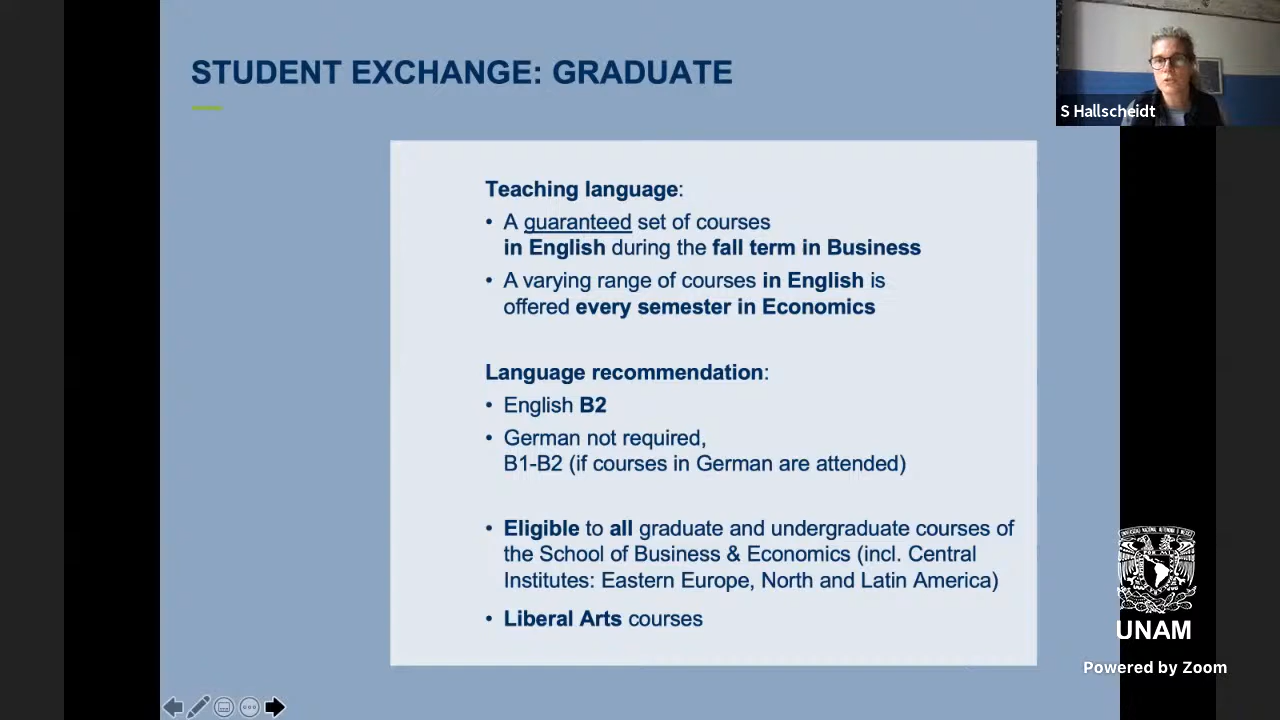 STUDENT EXCHANGE: GRADUATE
S Hallscheidt
Teaching language:
• A guaranteed set of courses
in English during the fall term in Business
• A varying range of courses in English is
offered every semester in Economics
Language recommendation:
• English B2
• German not required,
B1-B2 (if courses in German are attended)
• Eligible to all graduate and undergraduate courses of
the School of Business & Economics (incl. Central
Institutes: Eastern Europe, North and Latin America)
• Liberal Arts courses
UNAM
Powered by Zoom